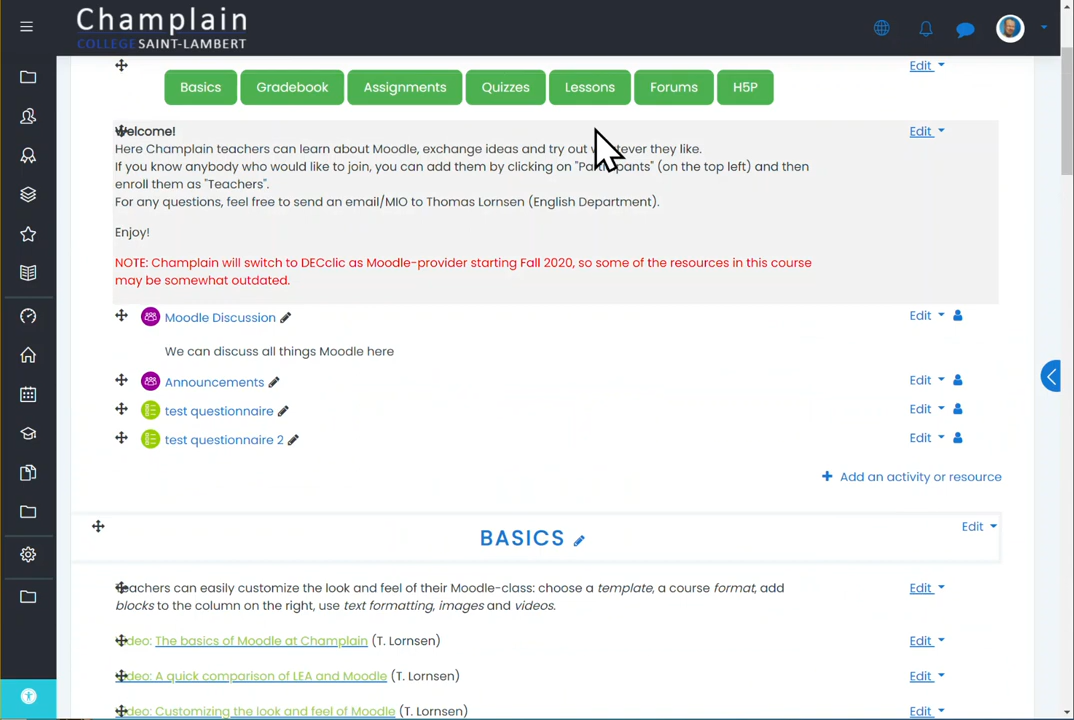 Champlain
COLLEGE SAINT-LAMBERT
Edit
Basics
Gradebook
Assignments
Quizzes
Lessons
Forums
H5P
Welcome!
Edit
Here Champlain teachers can learn about Moodle, exchange ideas and try out whatever they like.
If you know anybody who would like to join, you can add them by clicking on "Participants" (on the top left) and then
enroll them as "Teachers".
For any questions, feel free to send an email/MIO to Thomas Lornsen (English Department).
Enjoy!
NOTE: Champlain will switch to DECclic as Moodle-provider starting Fall 2020, so some of the resources in this course
may be somewhat outdated.
Moodle Discussion
Edit
We can discuss all things Moodle here
Announcements
Edit
test questionnaire
Edit
test questionnaire 2
Edit
+ Add an activity or resource
BASICS
Edit
Teachers can easily customize the look and feel of their Moodle-class: choose a template, a course format, add
Edit
blocks to the column on the right, use text formatting, images and videos.
Video: The basics of Moodle at Champlain (T. Lornsen)
Edit
Video: A quick comparison of LEA and Moodle (T. Lornsen)
Edit
Video: Customizing the look and feel of Moodle (T. Lornsen)
Edit